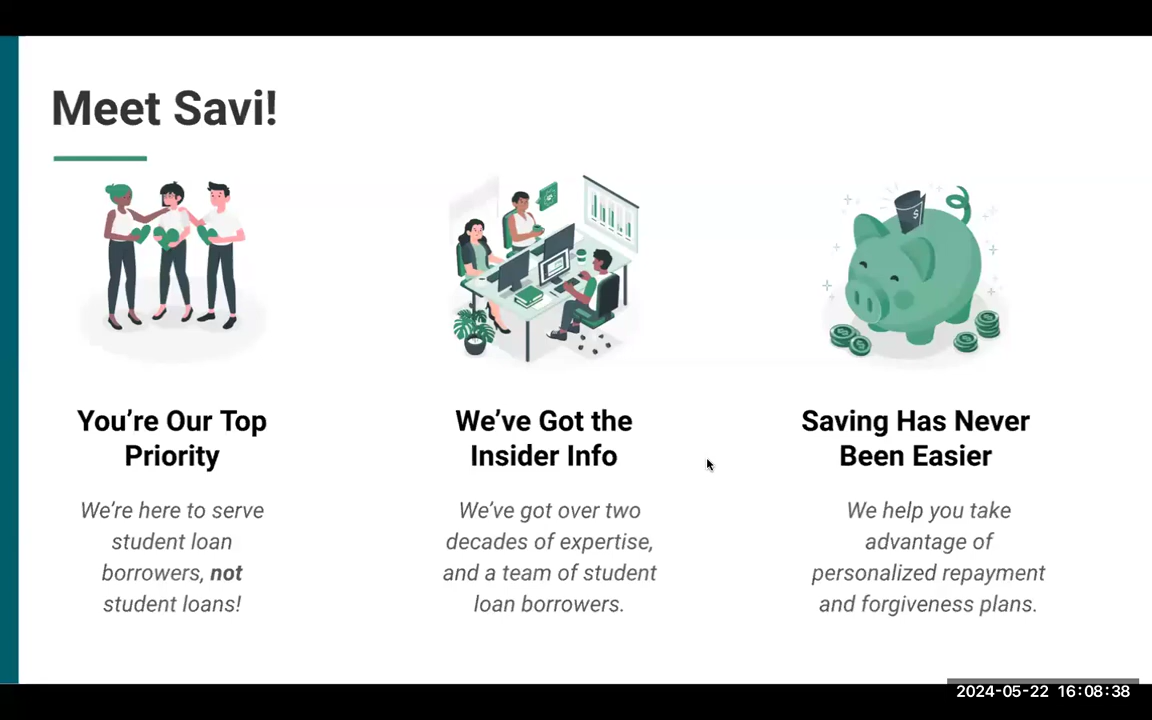 Meet Savi!
You’re Our Top
Priority
We’re here to serve
student loan
borrowers, not
student loans!
We’ve Got the
Insider Info
We’ve got over two
decades of expertise,
and a team of student
loan borrowers.
Saving Has Never
Been Easier
We help you take
advantage of
personalized repayment
and forgiveness plans.
2024-05-22 16:08:38